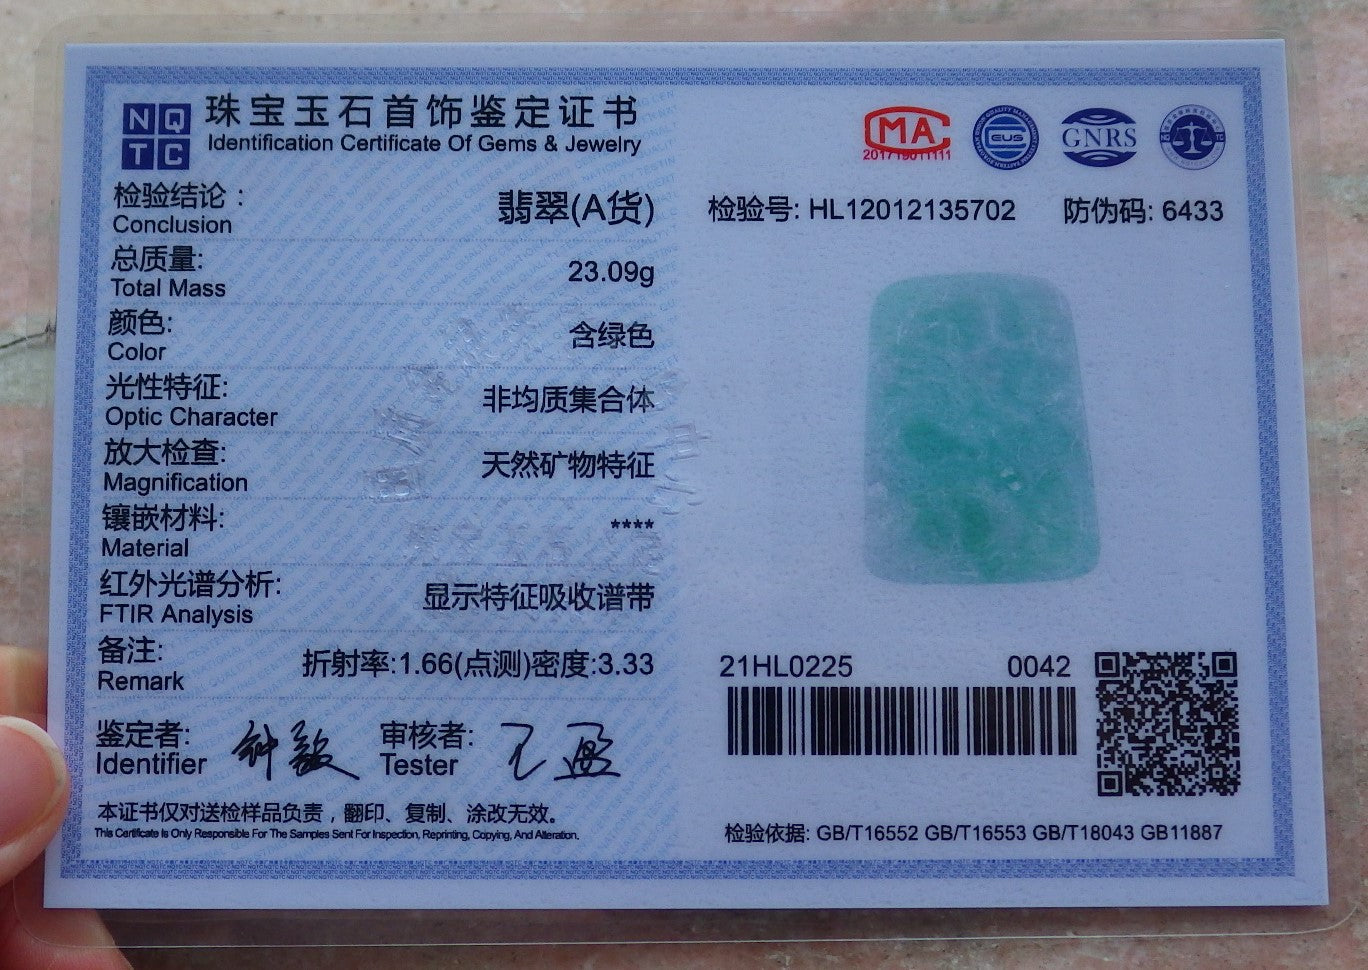 NQTC
珠宝玉石首饰鉴定证书
Identification Certificate Of Gems & Jewelry
检验结论：
Conclusion
翡翠(A货)
总质量:
Total Mass
23.09g
颜色:
Color
含绿色
光性特征:
Optic Character
非均质集合体
放大检查:
Magnification
天然矿物特征
镶嵌材料:
Material
****
红外光谱分析:
FTIR Analysis
显示特征吸收谱带
备注:
Remark
折射率:1.66(点测)密度:3.33
鉴定者:
Identifier
审核者:
Tester
本证书仅对送检样品负责，翻印、复制、涂改无效。
This Certificate Is Only Responsible For The Samples Sent For Inspection, Reprinting, Copying, And Alteration.
MA
GNRS
检验号: HL12012135702
防伪码: 6433
21HL0225
0042
检验依据: GB/T16552 GB/T16553 GB/T18043 GB11887